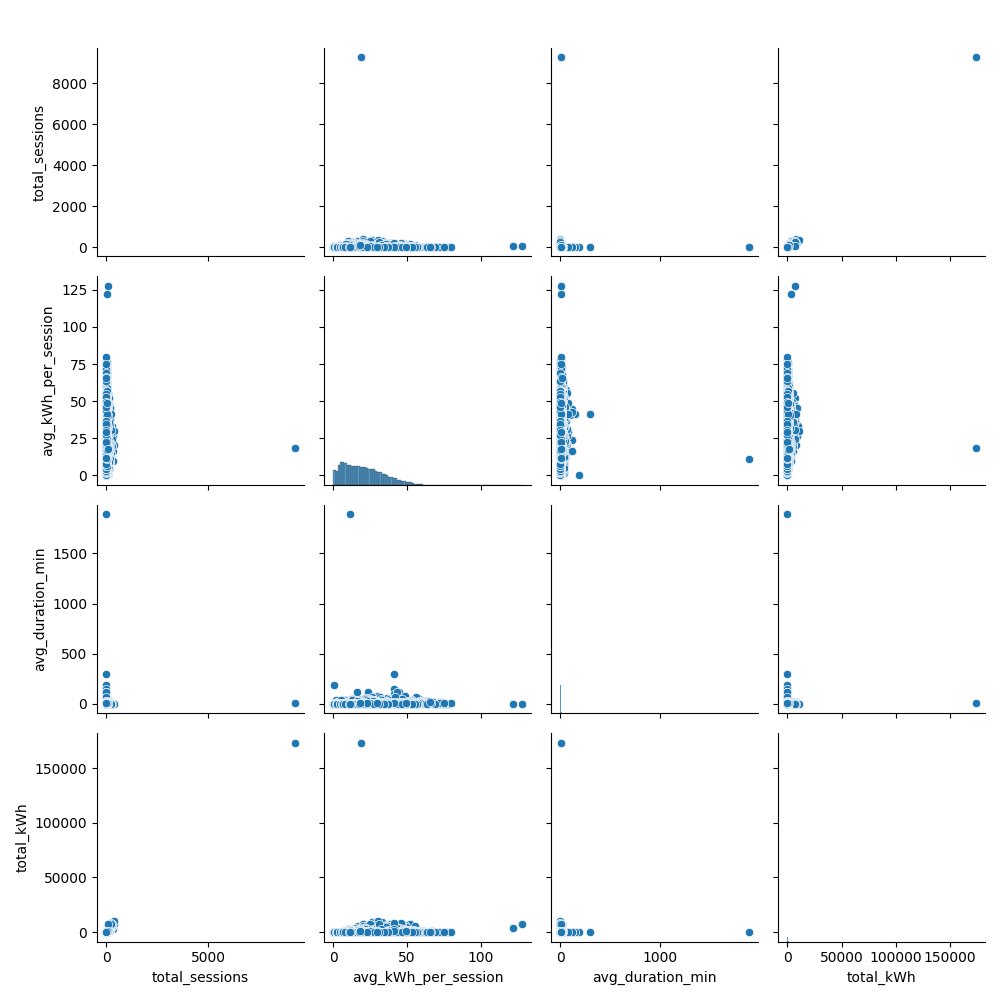 8000
6000
4000
2000
0
total_sessions
125
100
75
50
25
0
avg_kWh_per_session
1500
1000
500
0
avg_duration_min
150000
100000
50000
0
total_kWh
0 5000
0 50 100
0 1000
0 50000 100000 150000
total_sessions
avg_kWh_per_session
avg_duration_min
total_kWh